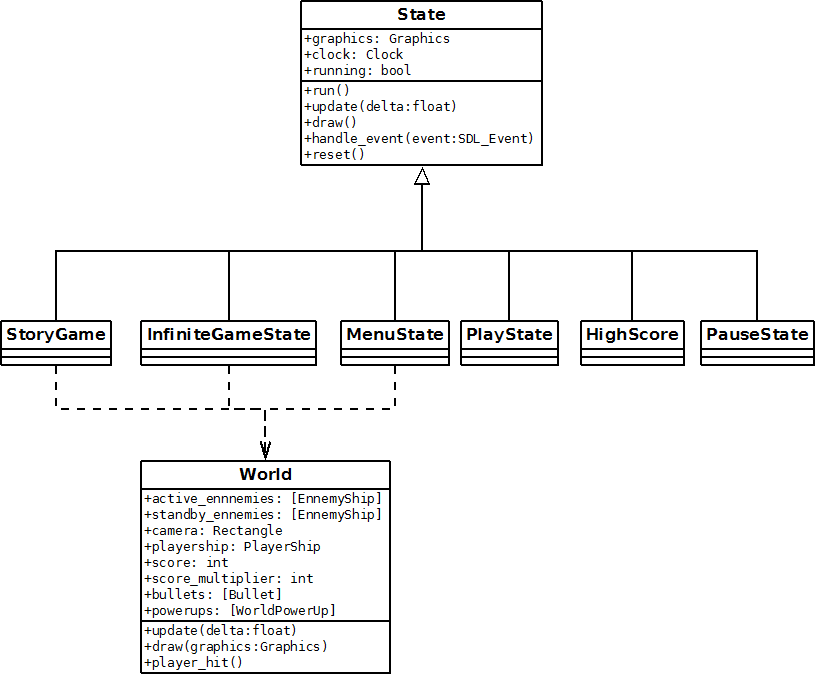 State
+graphics: Graphics
+clock: Clock
+running: bool
+run()
+update(delta:float)
+draw()
+handle_event(event:SDL_Event)
+reset()
StoryGame
InfiniteGameState
MenuState
PlayState
HighScore
PauseState
World
+active_ennnemies: [EnnemyShip]
+standby_ennemies: [EnnemyShip]
+camera: Rectangle
+playership: PlayerShip
+score: int
+score_multiplier: int
+bullets: [Bullet]
+powerups: [WorldPowerUp]
+update(delta:float)
+draw(graphics:Graphics)
+player_hit()